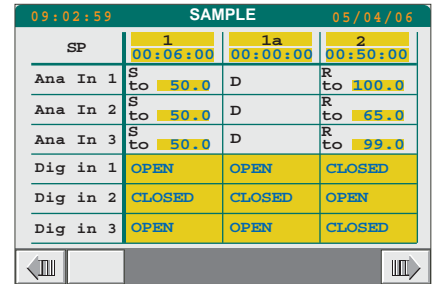 09:02:59 SAMPLE 05/04/06
SP 1 1a 2
00:06:00 00:00:00 00:50:00
Ana In 1 S to 50.0 D R to 100.0
Ana In 2 S to 50.0 D R to 65.0
Ana In 3 S to 50.0 D R to 99.0
Dig in 1 OPEN OPEN CLOSED
Dig in 2 CLOSED CLOSED OPEN
Dig in 3 OPEN OPEN CLOSED